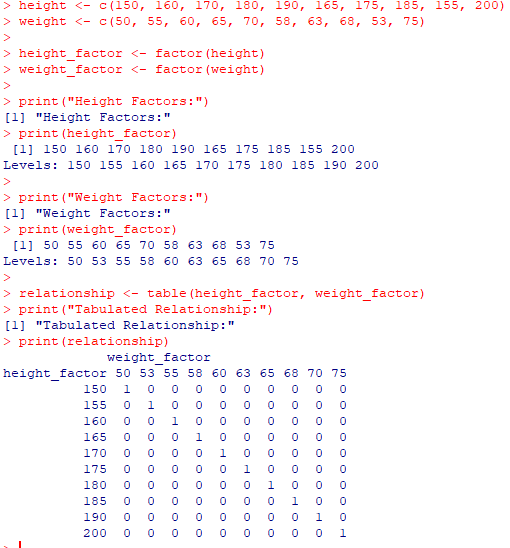 > height <- c(150, 160, 170, 180, 190, 165, 175, 185, 155, 200)
> weight <- c(50, 55, 60, 65, 70, 58, 63, 68, 53, 75)
>
> height_factor <- factor(height)
> weight_factor <- factor(weight)
>
> print("Height Factors:")
[1] "Height Factors:"
> print(height_factor)
 [1] 150 160 170 180 190 165 175 185 155 200
Levels: 150 155 160 165 170 175 180 185 190 200
>
> print("Weight Factors:")
[1] "Weight Factors:"
> print(weight_factor)
 [1] 50 55 60 65 70 58 63 68 53 75
Levels: 50 53 55 58 60 63 65 68 70 75
>
> relationship <- table(height_factor, weight_factor)
> print("Tabulated Relationship:")
[1] "Tabulated Relationship:"
> print(relationship)
             weight_factor
height_factor 50 53 55 58 60 63 65 68 70 75
          150  1  0  0  0  0  0  0  0  0  0
          155  0  1  0  0  0  0  0  0  0  0
          160  0  0  1  0  0  0  0  0  0  0
          165  0  0  0  1  0  0  0  0  0  0
          170  0  0  0  0  1  0  0  0  0  0
          175  0  0  0  0  0  1  0  0  0  0
          180  0  0  0  0  0  0  1  0  0  0
          185  0  0  0  0  0  0  0  1  0  0
          190  0  0  0  0  0  0  0  0  1  0
          200  0  0  0  0  0  0  0  0  0  1
>